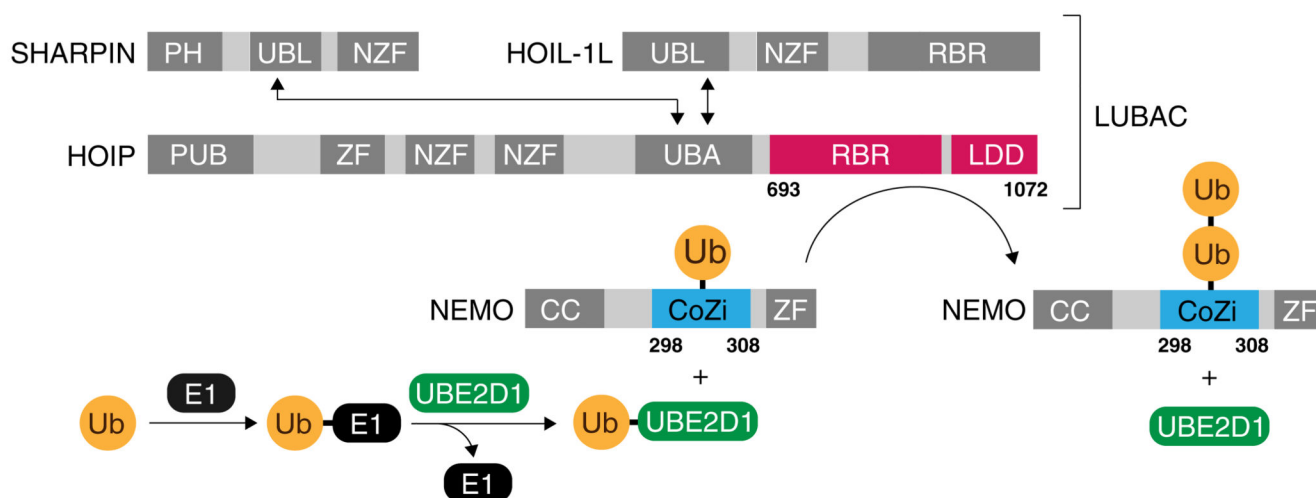 SHARPIN PH UBL NZF HOIL-1L UBL NZF RBR
LUBAC
HOIP PUB ZF NZF NZF UBA RBR LDD
693 1072
Ub
Ub Ub
NEMO CC CoZi ZF NEMO CC CoZi ZF
298 308 298 308
+ +
E1 UBE2D1
Ub Ub E1 Ub UBE2D1 UBE2D1
E1